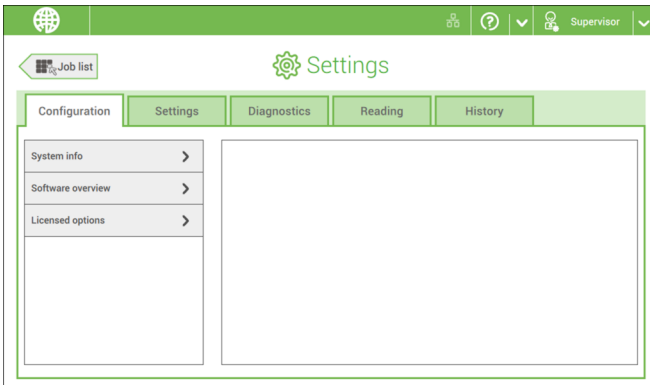 Supervisor
Job list
Settings
Configuration
Settings
Diagnostics
Reading
History
System info
Software overview
Licensed options